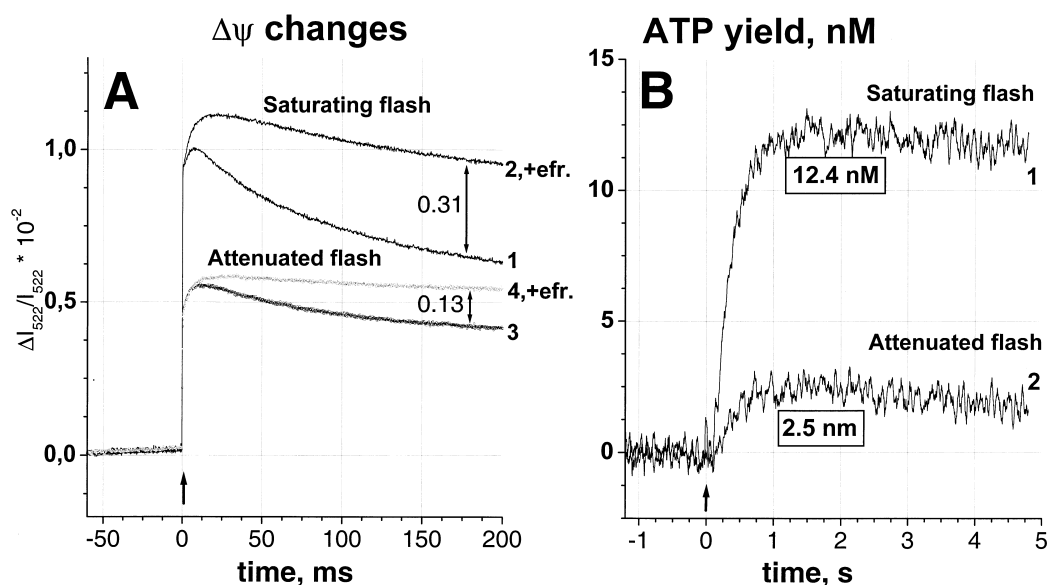 Δψ changes
A
Saturating flash
1,0
2,+efr.
0.31
1
Attenuated flash
4,+efr.
0,5
0.13
3
0,0
ΔI522/I522 * 10-2
-50 0 50 100 150 200
time, ms
ATP yield, nM
B
15
Saturating flash
1
12.4 nM
10
5
Attenuated flash
2
2.5 nm
0
-1 0 1 2 3 4 5
time, s